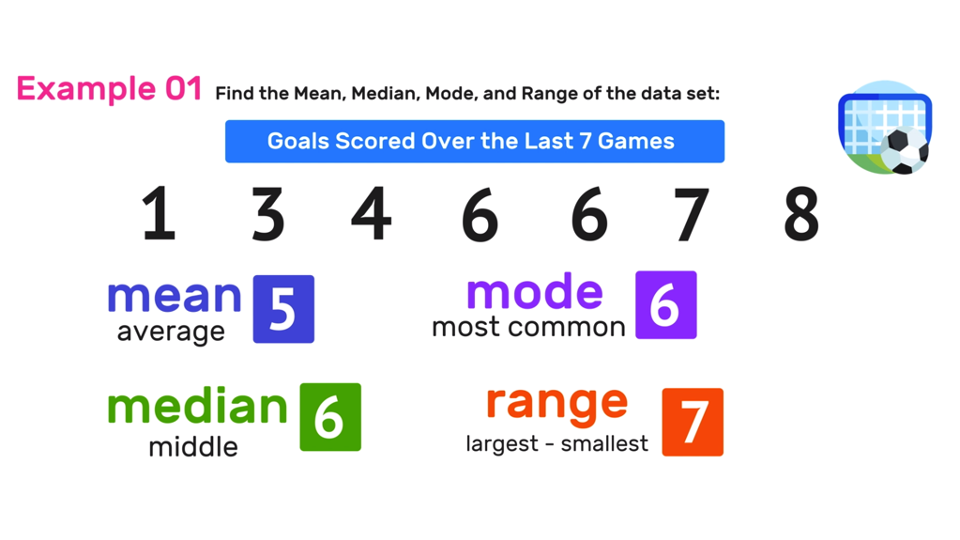 Example 01 Find the Mean, Median, Mode, and Range of the data set:
Goals Scored Over the Last 7 Games
1 3 4 6 6 7 8
mean 5
average
mode 6
most common
median 6
middle
range 7
largest - smallest